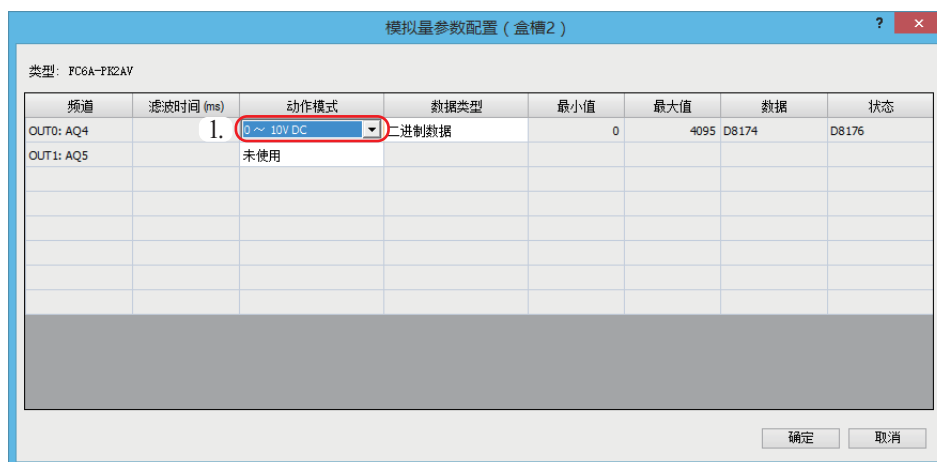 模拟量参数配置（盒槽2）
? ×
类型: FC6A-PK2AV
频道 滤波时间 (ms) 动作模式 数据类型 最小值 最大值 数据 状态
OUT0: AQ4 1. 0 ～ 10V DC 二进制数据 0 4095 D8174 D8176
OUT1: AQ5 未使用
确定 取消